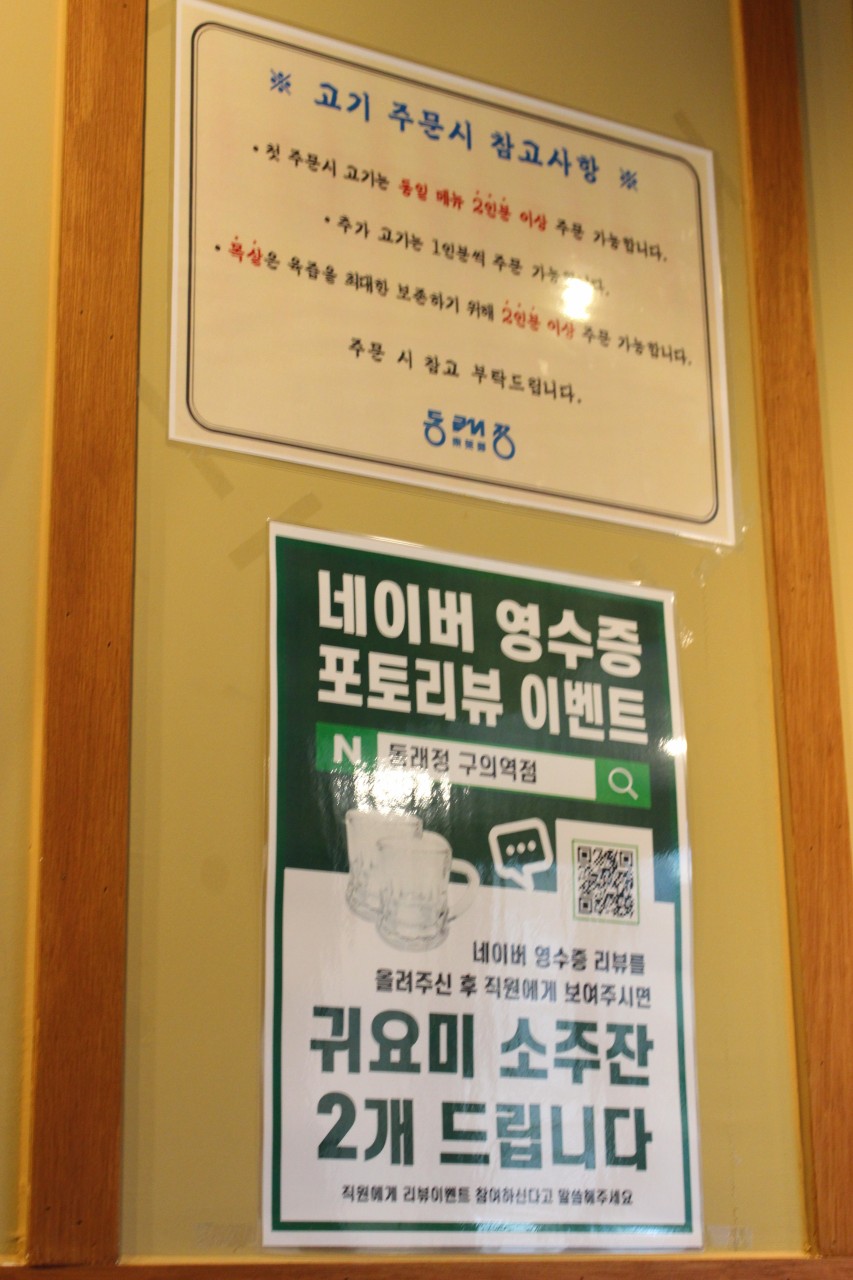 ※ 고기 주문시 참고사항 ※
• 첫 주문시 고기는 동일 메뉴 2인분 이상 주문 가능합니다.
• 추가 고기는 1인분씩 주문 가능합니다.
• 목살은 육즙을 최대한 보존하기 위해 2인분 이상 주문 가능합니다.
주문 시 참고 부탁드립니다.
동래정
네이버 영수증
포토리뷰 이벤트
N 동래정 구의역점
네이버 영수증 리뷰를
올려주신 후 직원에게 보여주시면
귀요미 소주잔
2개 드립니다
직원에게 리뷰이벤트 참여하신다고 말씀해주세요